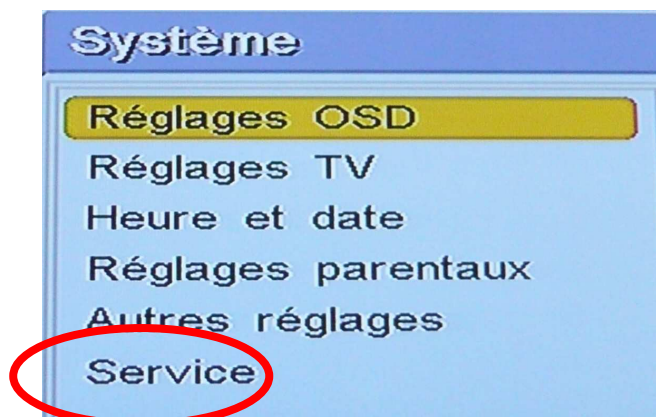 Système
Réglages OSD
Réglages TV
Heure et date
Réglages parentaux
Autres réglages
Service